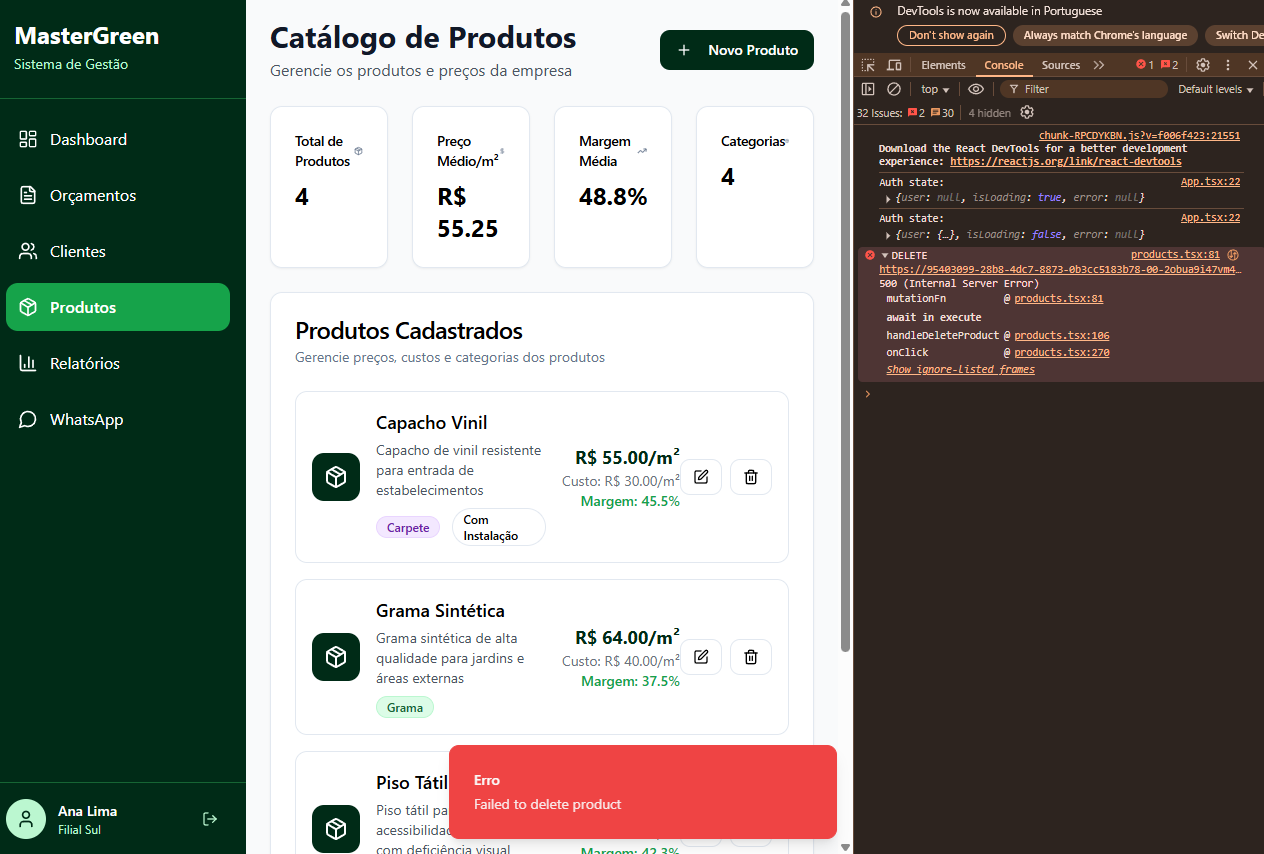 MasterGreen
Sistema de Gestão
Dashboard
Orçamentos
Clientes
Produtos
Relatórios
WhatsApp
Ana Lima
Filial Sul
Catálogo de Produtos
Gerencie os produtos e preços da empresa
Novo Produto
Total de
Produtos
4
Preço
Médio/m²
R$
55.25
Margem
Média
48.8%
Categorias
4
Produtos Cadastrados
Gerencie preços, custos e categorias dos produtos
Capacho Vinil
Capacho de vinil resistente
para entrada de
estabelecimentos
Carpete
Com
Instalação
R$ 55.00/m²
Custo: R$ 30.00/m²
Margem: 45.5%
Grama Sintética
Grama sintética de alta
qualidade para jardins e
áreas externas
Grama
R$ 64.00/m²
Custo: R$ 40.00/m²
Margem: 37.5%
Piso Tátil
Piso tátil pa
acessibilidad
com deficiência visual
Margem: 42.3%
Erro
Failed to delete product
DevTools is now available in Portuguese
Don't show again
Always match Chrome's language
Switch De
Elements
Console
Sources
1
2
top
Filter
Default levels
32 Issues:
2
30
4 hidden
chunk-RPCDYKBN.js?v=f006f423:21551
Download the React DevTools for a better development
experience: https://reactjs.org/link/react-devtools
Auth state: App.tsx:22
{user: null, isLoading: true, error: null}
Auth state: App.tsx:22
{user: {…}, isLoading: false, error: null}
DELETE products.tsx:81
https://95403099-28b8-4dc7-8873-0b3cc5183b78-00-2obua9i47vm4…
500 (Internal Server Error)
mutationFn @ products.tsx:81
await in execute
handleDeleteProduct @ products.tsx:106
onClick @ products.tsx:270
Show ignore-listed frames